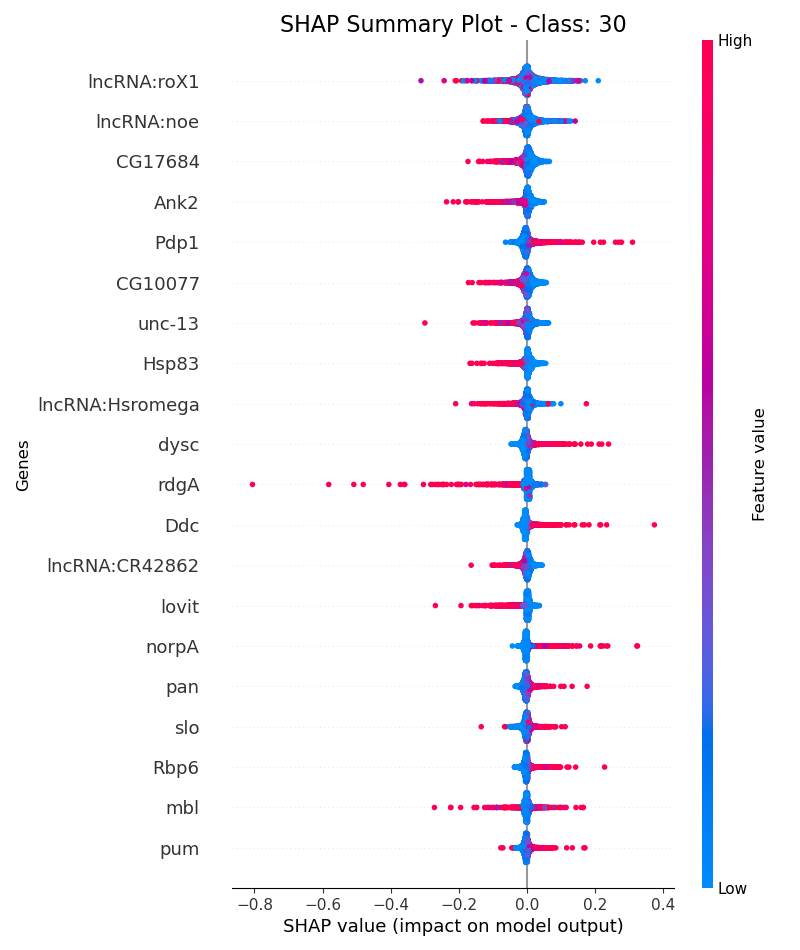 SHAP Summary Plot - Class: 30
High
lncRNA:roX1
lncRNA:noe
CG17684
Ank2
Pdp1
CG10077
unc-13
Hsp83
lncRNA:Hsromega
dysc
rdgA
Ddc
lncRNA:CR42862
lovit
norpA
pan
slo
Rbp6
mbl
pum
Genes
Feature value
Low
−0.8 −0.6 −0.4 −0.2 0.0 0.2 0.4
SHAP value (impact on model output)